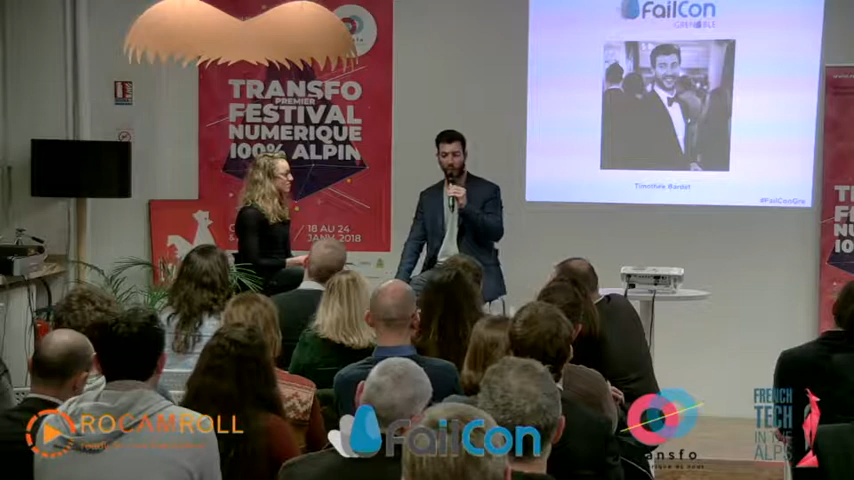 TRANSFO
PREMIER
FESTIVAL
NUMERIQUE
100% ALPIN
18 AU 24
JANV. 2018
FailCon
GRENOBLE
Timothée Bardet
#FailConGre
ROCAMROLL
FailCon
ansfo
FRENCH
TECH
IN THE
ALPS